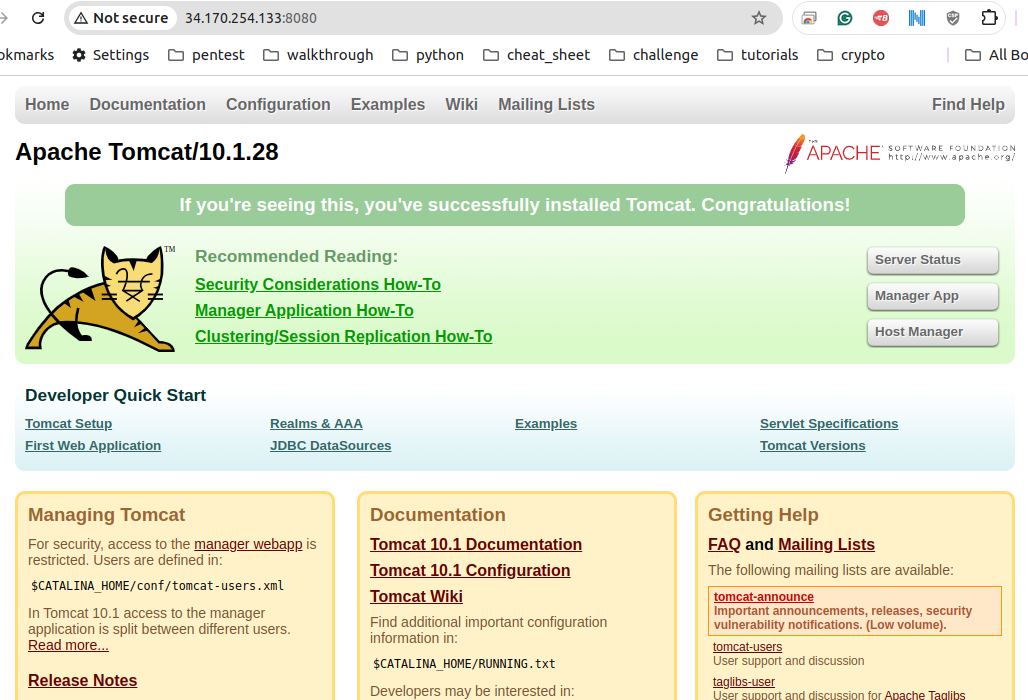 Not secure 34.170.254.133:8080
okmarks Settings pentest walkthrough python cheat_sheet challenge tutorials crypto All Bo
Home Documentation Configuration Examples Wiki Mailing Lists Find Help
Apache Tomcat/10.1.28
THE APACHE SOFTWARE FOUNDATION
http://www.apache.org/
If you're seeing this, you've successfully installed Tomcat. Congratulations!
TM
Recommended Reading:
Security Considerations How-To
Manager Application How-To
Clustering/Session Replication How-To
Server Status
Manager App
Host Manager
Developer Quick Start
Tomcat Setup
First Web Application
Realms & AAA
JDBC DataSources
Examples
Servlet Specifications
Tomcat Versions
Managing Tomcat
For security, access to the manager webapp is
restricted. Users are defined in:
$CATALINA_HOME/conf/tomcat-users.xml
In Tomcat 10.1 access to the manager
application is split between different users.
Read more...
Release Notes
Documentation
Tomcat 10.1 Documentation
Tomcat 10.1 Configuration
Tomcat Wiki
Find additional important configuration
information in:
$CATALINA_HOME/RUNNING.txt
Developers may be interested in:
Getting Help
FAQ and Mailing Lists
The following mailing lists are available:
tomcat-announce
Important announcements, releases, security
vulnerability notifications. (Low volume).
tomcat-users
User support and discussion
taglibs-user
User support and discussion for Apache Taglibs